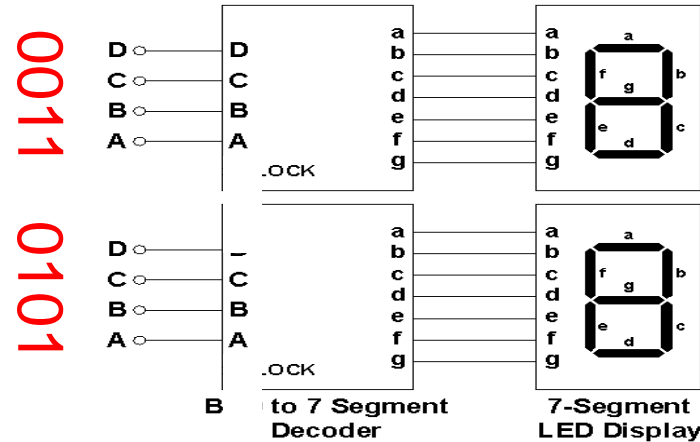 0011
D D
C C
B B
A A
a a
b b
c c
d d
e e
f f
g g
LOCK
a
f b
g
e c
d
0101
D
C C
B B
A A
a a
b b
c c
d d
e e
f f
g g
LOCK
a
f b
g
e c
d
B to 7 Segment
Decoder
7-Segment
LED Display